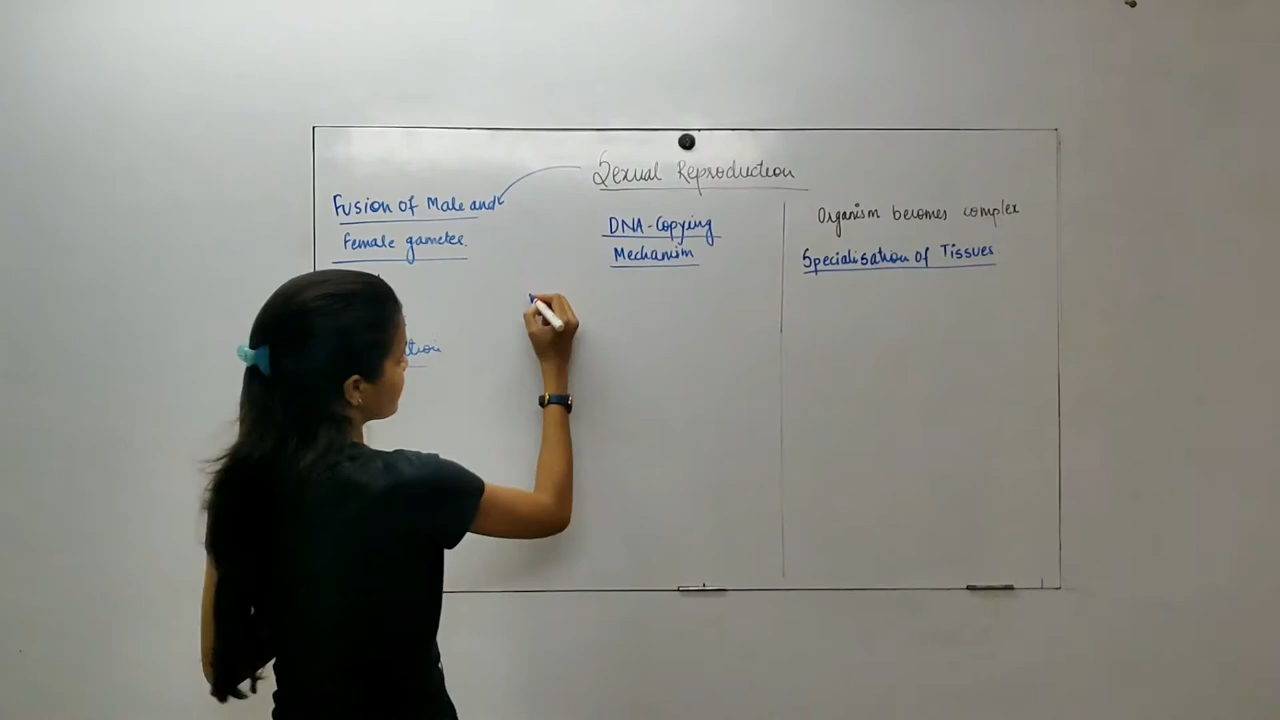 Sexual Reproduction
Fusion of Male and
Female gametes.
DNA-Copying
Mechanism
Organism becomes complex
Specialisation of Tissues.